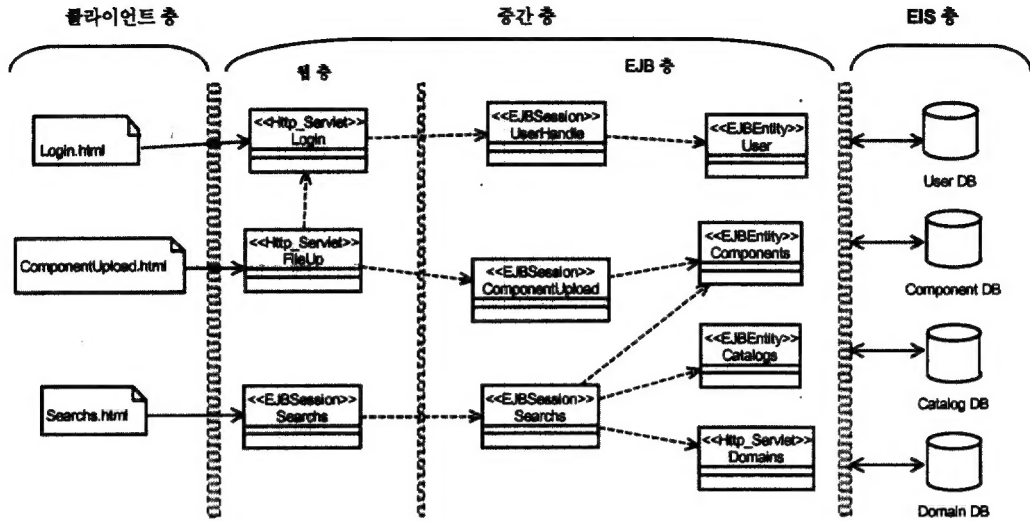 클라이언트 층
중간 층
EIS 층
웹 층
EJB 층
Login.html
<<Http_Servlet>>
Login
<<EJBSession>>
UserHandle
<<EJBEntity>>
User
User DB
ComponentUpload.html
<<Http_Servlet>>
FileUp
<<EJBSession>>
ComponentUpload
<<EJBEntity>>
Components
Component DB
<<EJBEntity>>
Catalogs
Catalog DB
Searchs.html
<<EJBSession>>
Searchs
<<EJBSession>>
Searchs
<<Http_Servlet>>
Domains
Domain DB